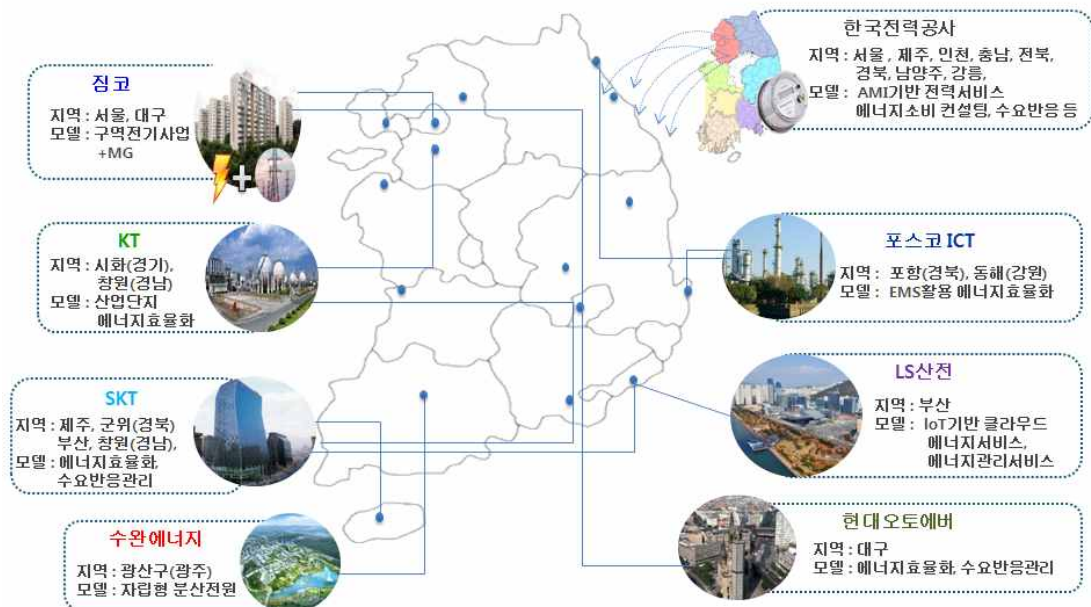 짐코
지역 : 서울, 대구
모델 : 구역전기사업
+MG
KT
지역 : 시화(경기),
창원(경남)
모델 : 산업단지
에너지효율화
SKT
지역 : 제주, 군위(경북)
부산, 창원(경남),
모델 : 에너지효율화,
수요반응관리
수완에너지
지역 : 광산구(광주)
모델 : 자립형 분산전원
한국전력공사
지역 : 서울 , 제주, 인천, 충남, 전북,
경북, 남양주, 강릉,
모델 : AMI기반 전력서비스
에너지소비 컨설팅, 수요반응 등
포스코 ICT
지역 : 포항(경북), 동해(강원)
모델 : EMS활용 에너지효율화
LS산전
지역 : 부산
모델 : IoT기반 클라우드
에너지서비스,
에너지관리서비스
현대오토에버
지역 : 대구
모델 : 에너지효율화, 수요반응관리